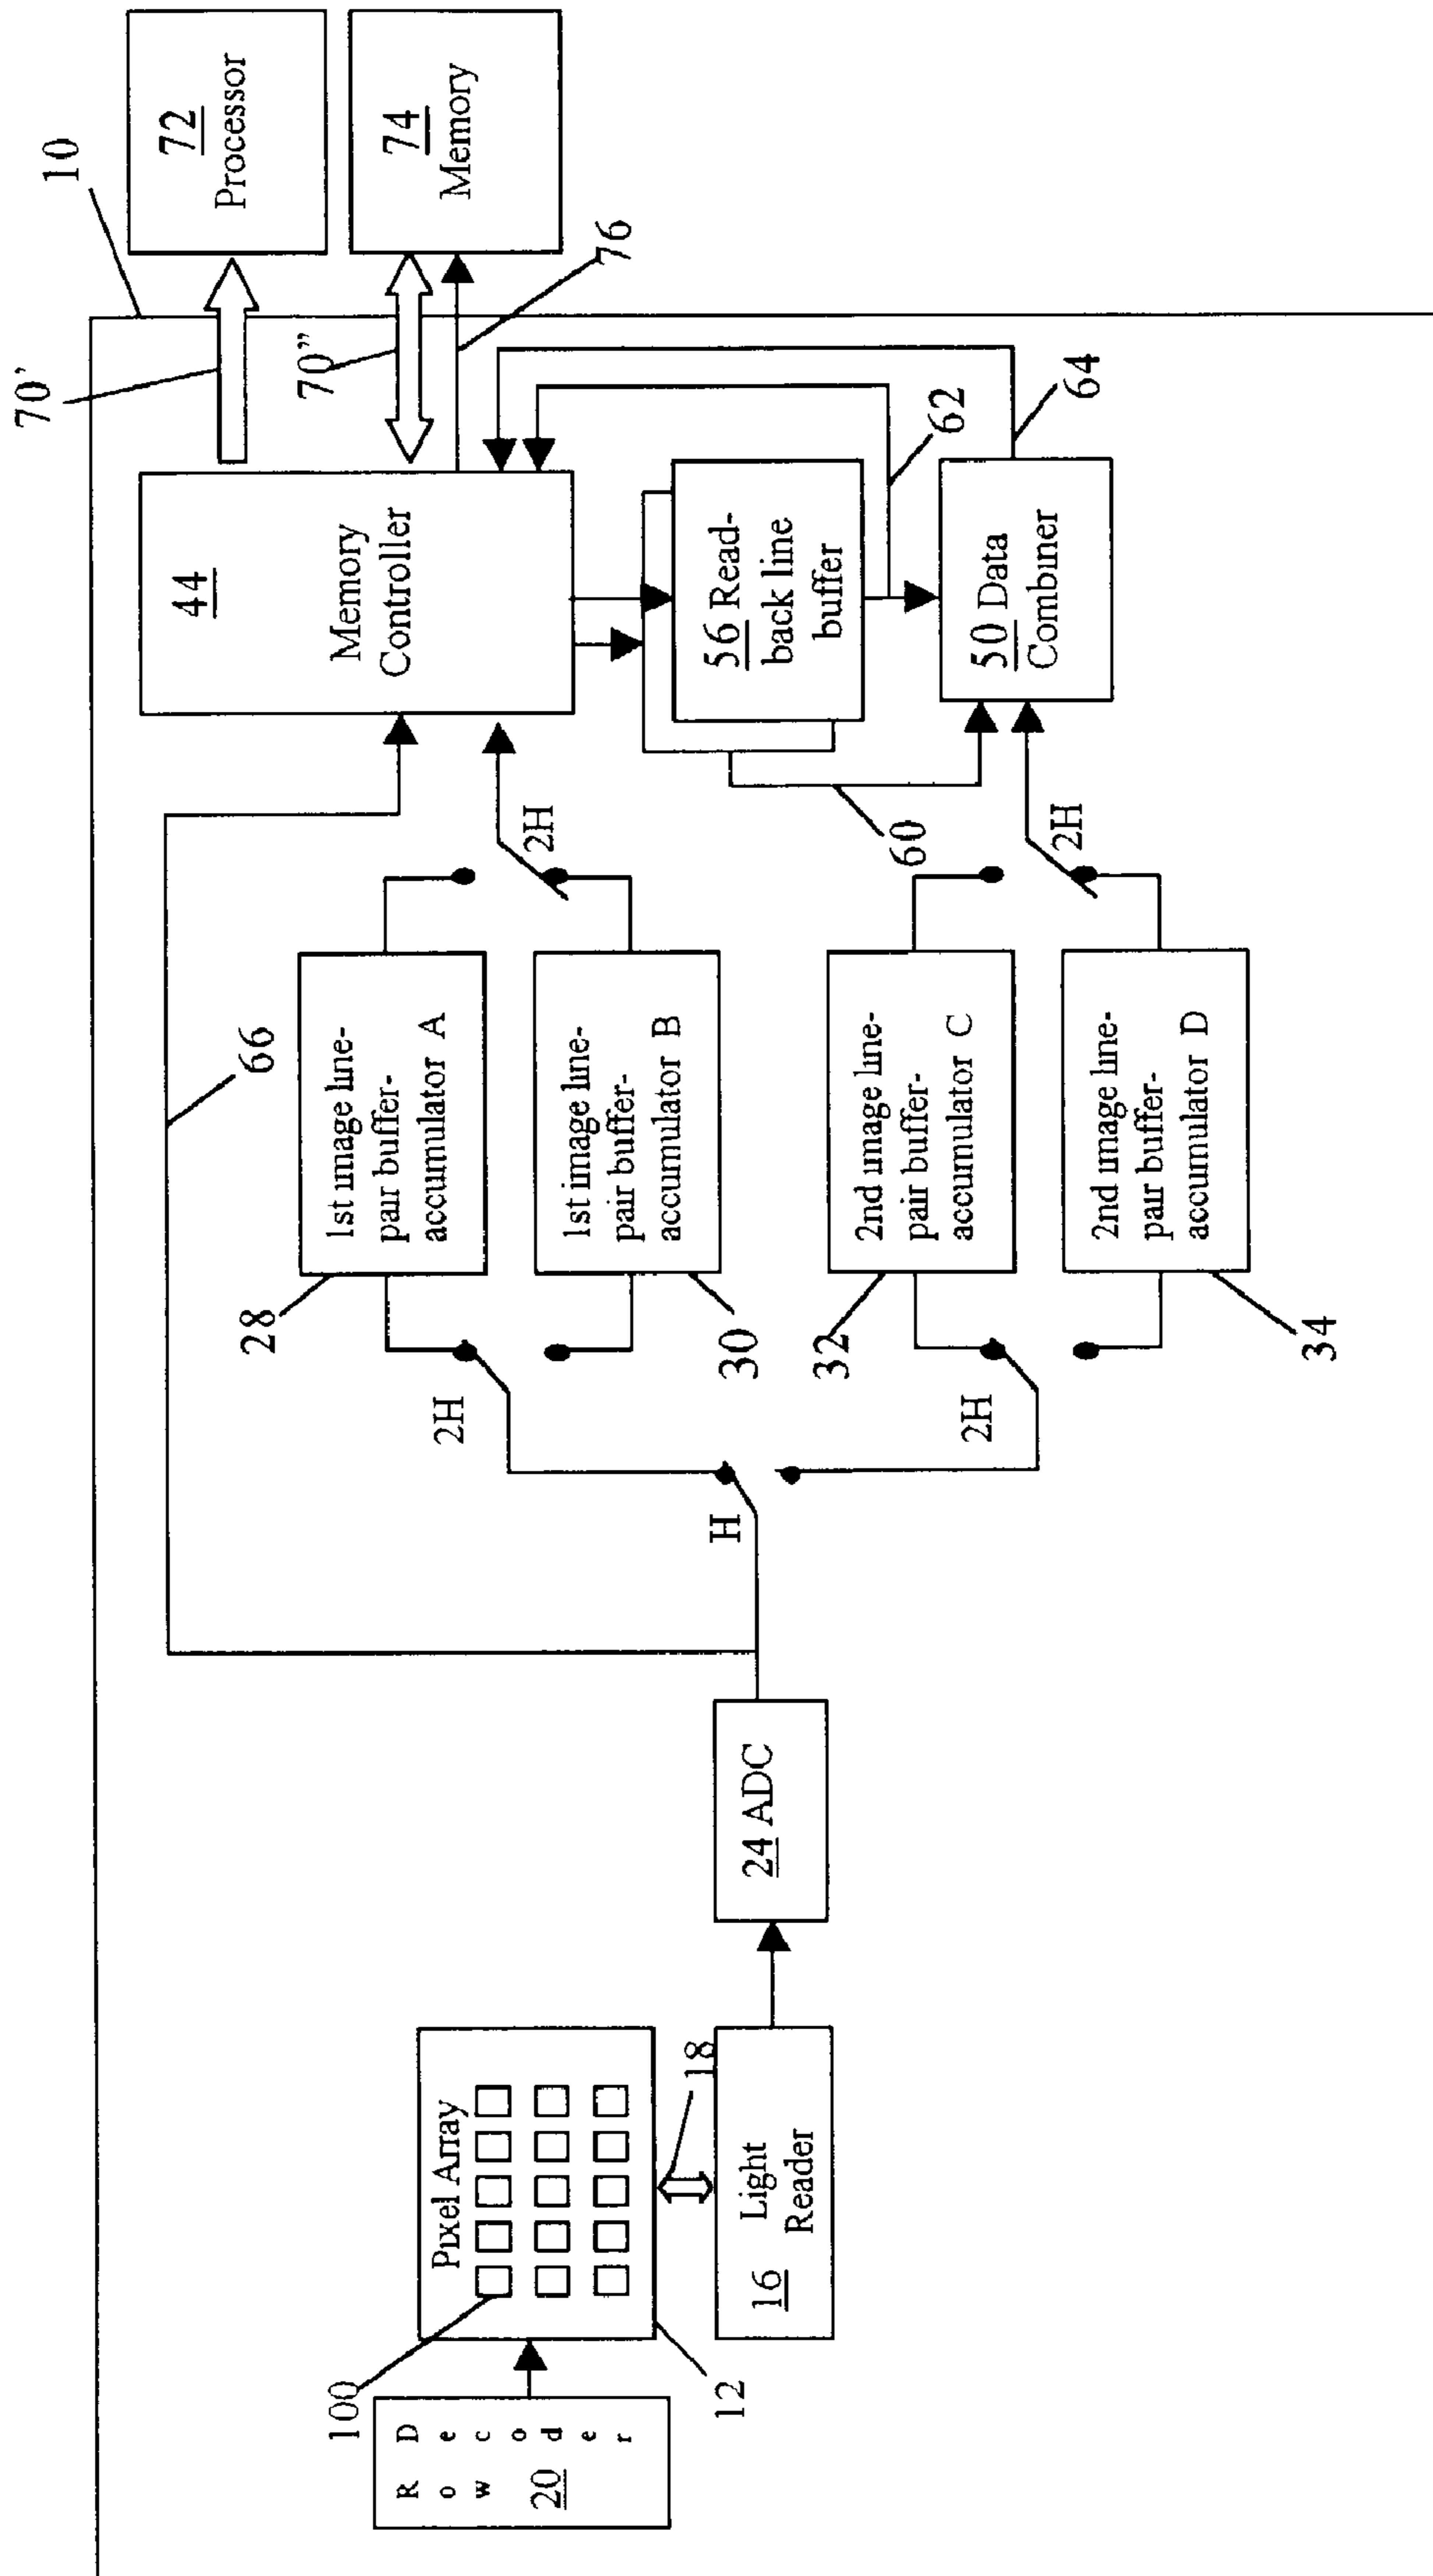 10
70'
72
Processor
70"
74
Memory
76
44
Memory
Controller
66
28
1st image line-
pair buffer-
accumulator A
2H
2H
56 Read-
back line
buffer
62
1st image line-
pair buffer-
accumulator B
30
60
50 Data
Combiner
64
H
32
2nd image line-
pair buffer-
accumulator C
2H
2H
2nd image line-
pair buffer-
accumulator D
34
100
Row
Decoder
20
Pixel Array
12
18
16
Light
Reader
24 ADC